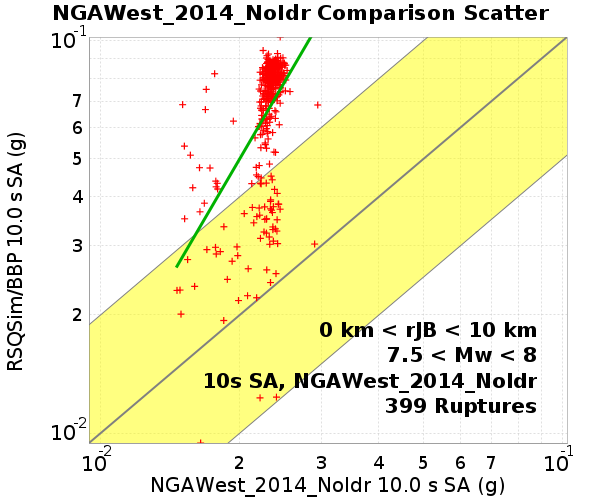 NGAWest_2014_NoIdr Comparison Scatter
10-1
7
6
5
4
3
2
10-2
RSQSim/BBP 10.0 s SA (g)
0 km < rJB < 10 km
7.5 < Mw < 8
10s SA, NGAWest_2014_NoIdr
399 Ruptures
10-2 2 3 4 5 6 7 10-1
NGAWest_2014_NoIdr 10.0 s SA (g)